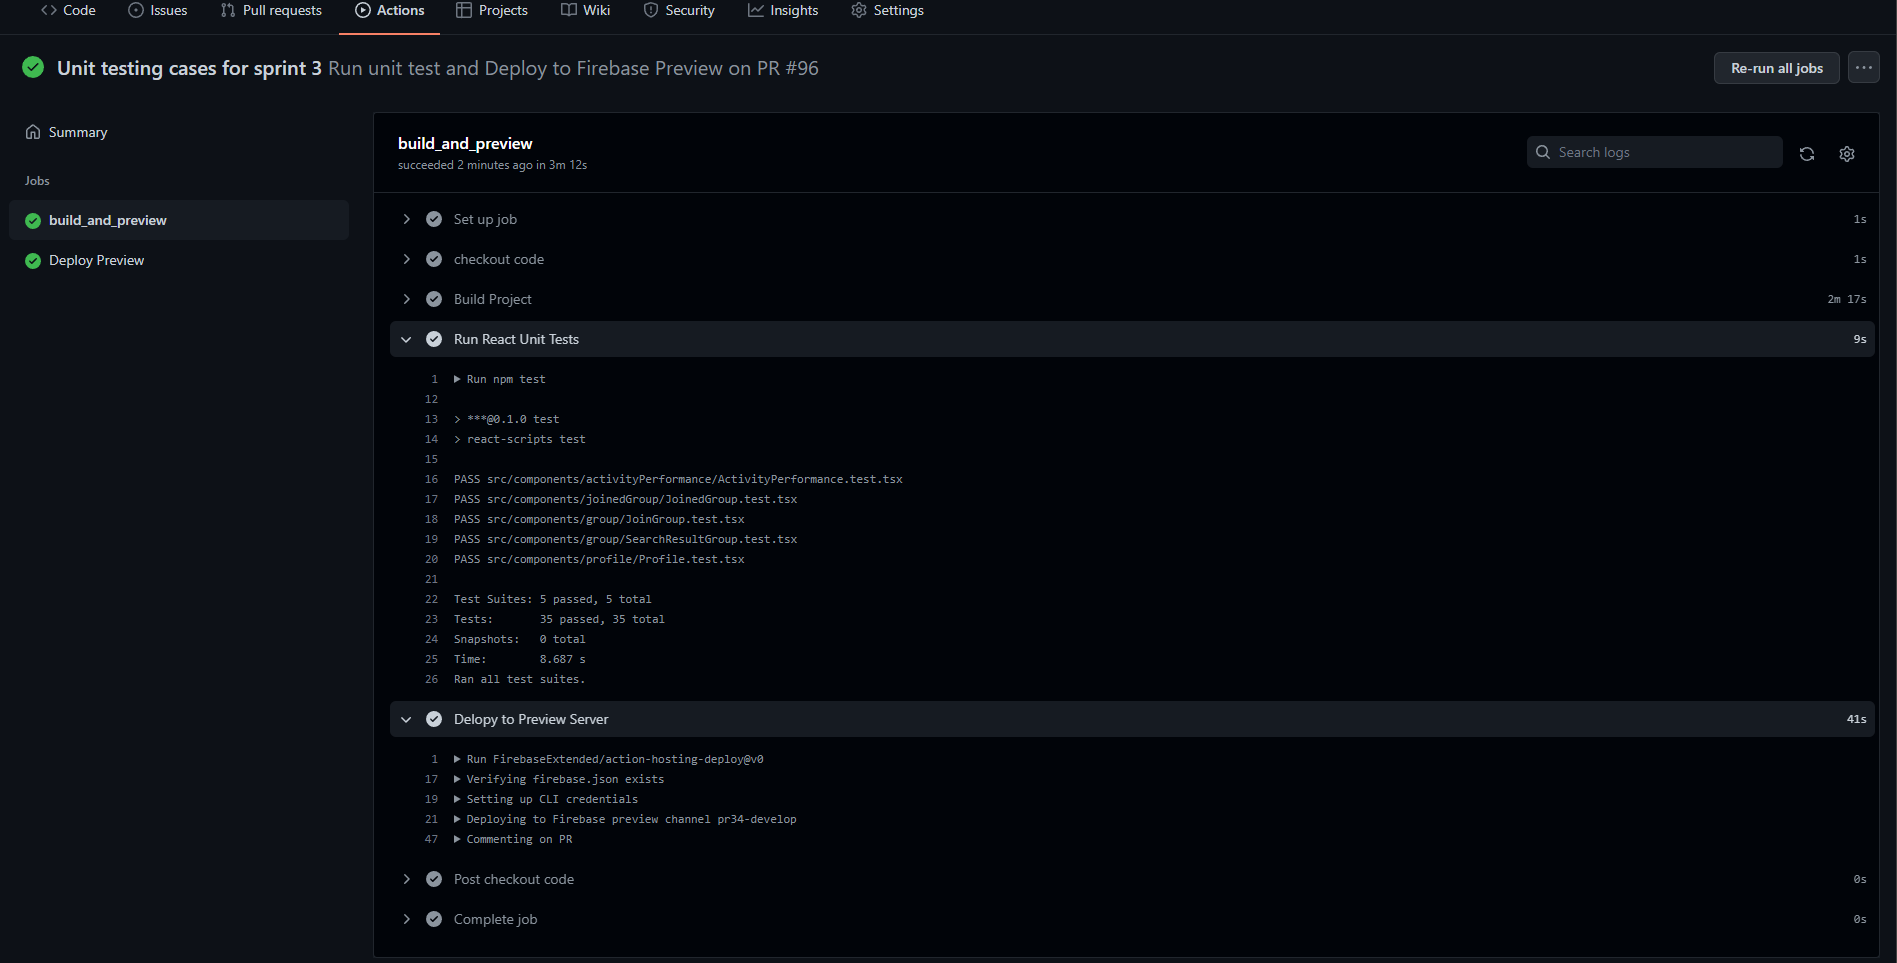 Code Issues Pull requests Actions Projects Wiki Security Insights Settings
Unit testing cases for sprint 3 Run unit test and Deploy to Firebase Preview on PR #96
Re-run all jobs
Summary
Jobs
build_and_preview
Deploy Preview
build_and_preview
succeeded 2 minutes ago in 3m 12s
Search logs
Set up job 1s
checkout code 1s
Build Project 2m 17s
Run React Unit Tests 9s
1 Run npm test
12
13 > ***@0.1.0 test
14 > react-scripts test
15
16 PASS src/components/activityPerformance/ActivityPerformance.test.tsx
17 PASS src/components/joinedGroup/JoinedGroup.test.tsx
18 PASS src/components/group/JoinGroup.test.tsx
19 PASS src/components/group/SearchResultGroup.test.tsx
20 PASS src/components/profile/Profile.test.tsx
21
22 Test Suites: 5 passed, 5 total
23 Tests: 35 passed, 35 total
24 Snapshots: 0 total
25 Time: 8.687 s
26 Ran all test suites.
Delopy to Preview Server 41s
1 Run FirebaseExtended/action-hosting-deploy@v0
17 Verifying firebase.json exists
19 Setting up CLI credentials
21 Deploying to Firebase preview channel pr34-develop
47 Commenting on PR
Post checkout code 0s
Complete job 0s